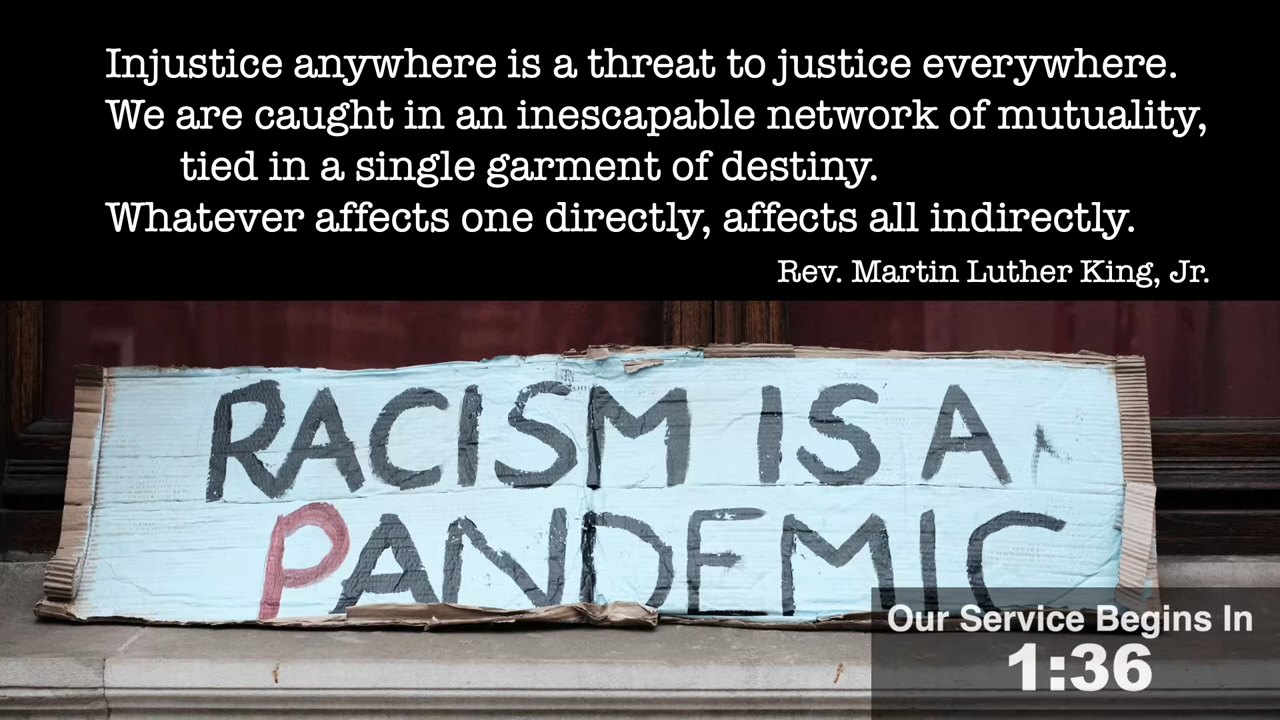 Injustice anywhere is a threat to justice everywhere.
We are caught in an inescapable network of mutuality,
tied in a single garment of destiny.
Whatever affects one directly, affects all indirectly.
Rev. Martin Luther King, Jr.
RACISM IS A
PANDEMIC
Our Service Begins In
1:36